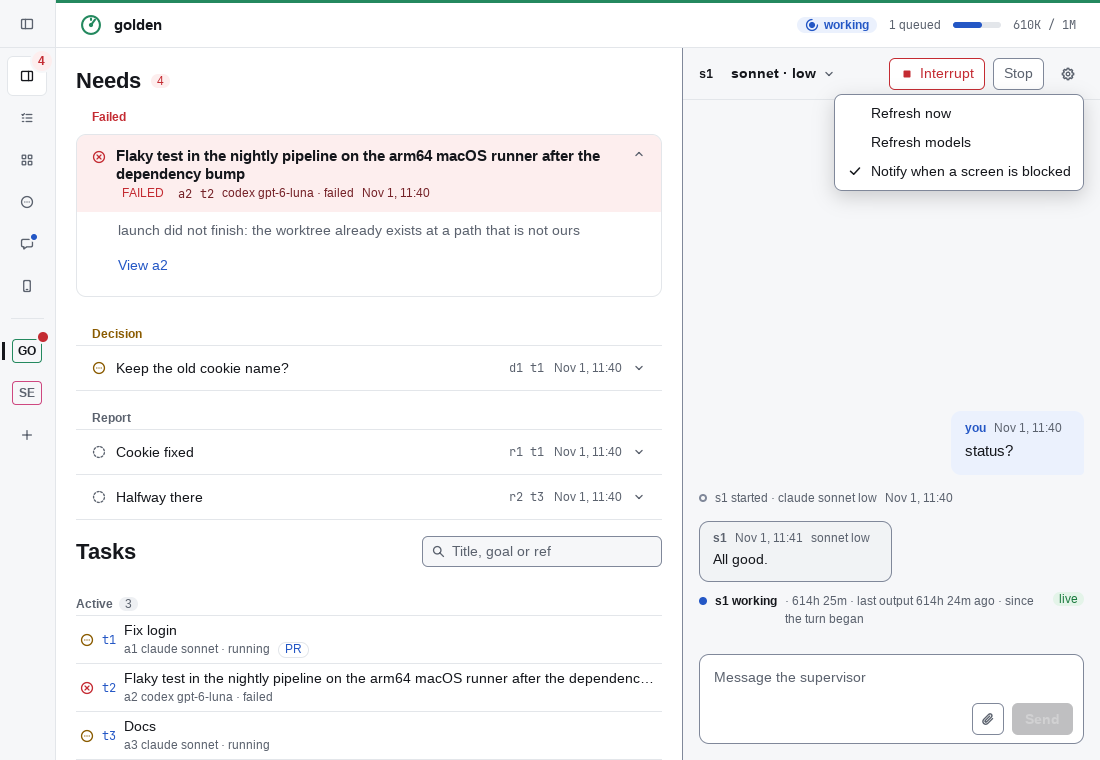 golden
working
1 queued
610K / 1M
4
GO
SE
Needs 4
Failed
Flaky test in the nightly pipeline on the arm64 macOS runner after the
dependency bump
FAILED a2 t2 codex gpt-6-luna · failed Nov 1, 11:40
launch did not finish: the worktree already exists at a path that is not ours
View a2
Decision
Keep the old cookie name? d1 t1 Nov 1, 11:40
Report
Cookie fixed r1 t1 Nov 1, 11:40
Halfway there r2 t3 Nov 1, 11:40
Tasks
Title, goal or ref
Active 3
t1 Fix login
a1 claude sonnet · running PR
t2 Flaky test in the nightly pipeline on the arm64 macOS runner after the dependenc…
a2 codex gpt-6-luna · failed
t3 Docs
a3 claude sonnet · running
s1 sonnet · low
Interrupt
Stop
Refresh now
Refresh models
Notify when a screen is blocked
you Nov 1, 11:40
status?
s1 started · claude sonnet low Nov 1, 11:40
s1 Nov 1, 11:41 sonnet low
All good.
s1 working · 614h 25m · last output 614h 24m ago · since
the turn began
live
Message the supervisor
Send